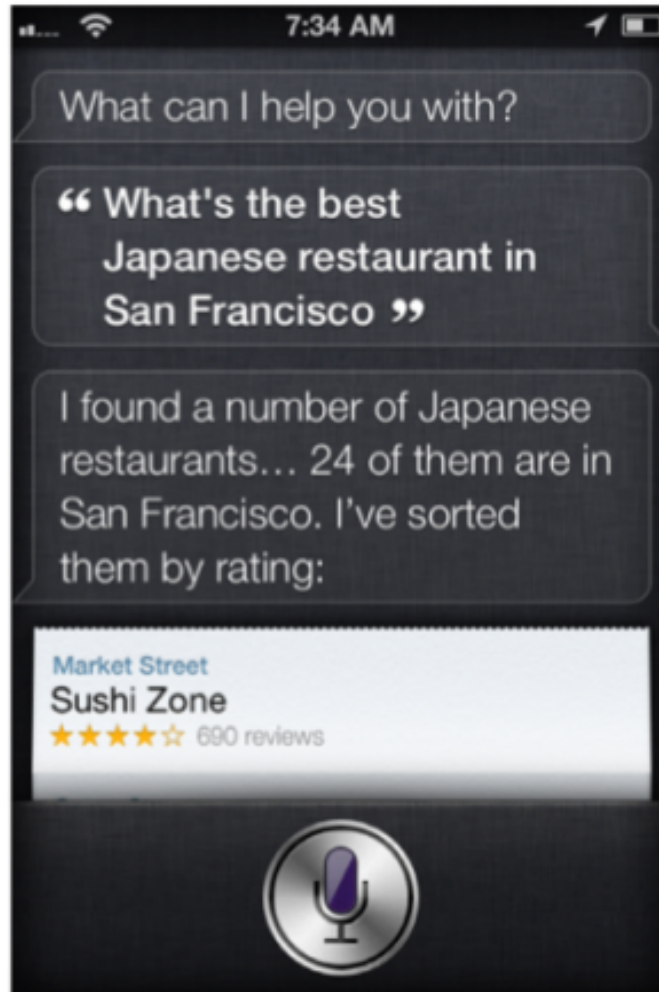 7:34 AM
What can I help you with?
“ What's the best
Japanese restaurant in
San Francisco ”
I found a number of Japanese
restaurants... 24 of them are in
San Francisco. I’ve sorted
them by rating:
Market Street
Sushi Zone
690 reviews